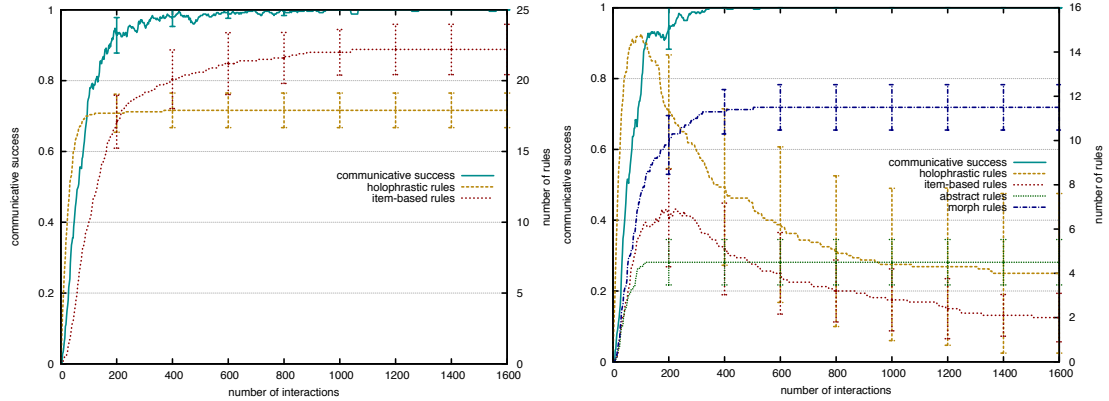 1
0.8
0.6
0.4
0.2
0
communicative success
25
20
15
10
5
0
number of rules
communicative success
holophrastic rules
item-based rules
0 200 400 600 800 1000 1200 1400 1600
number of interactions
1
0.8
0.6
0.4
0.2
0
communicative success
16
14
12
10
8
6
4
2
0
number of rules
communicative success
holophrastic rules
item-based rules
abstract rules
morph rules
0 200 400 600 800 1000 1200 1400 1600
number of interactions